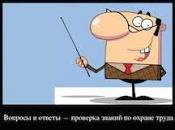 Вопросы и ответы — проверка знаний по охране труда